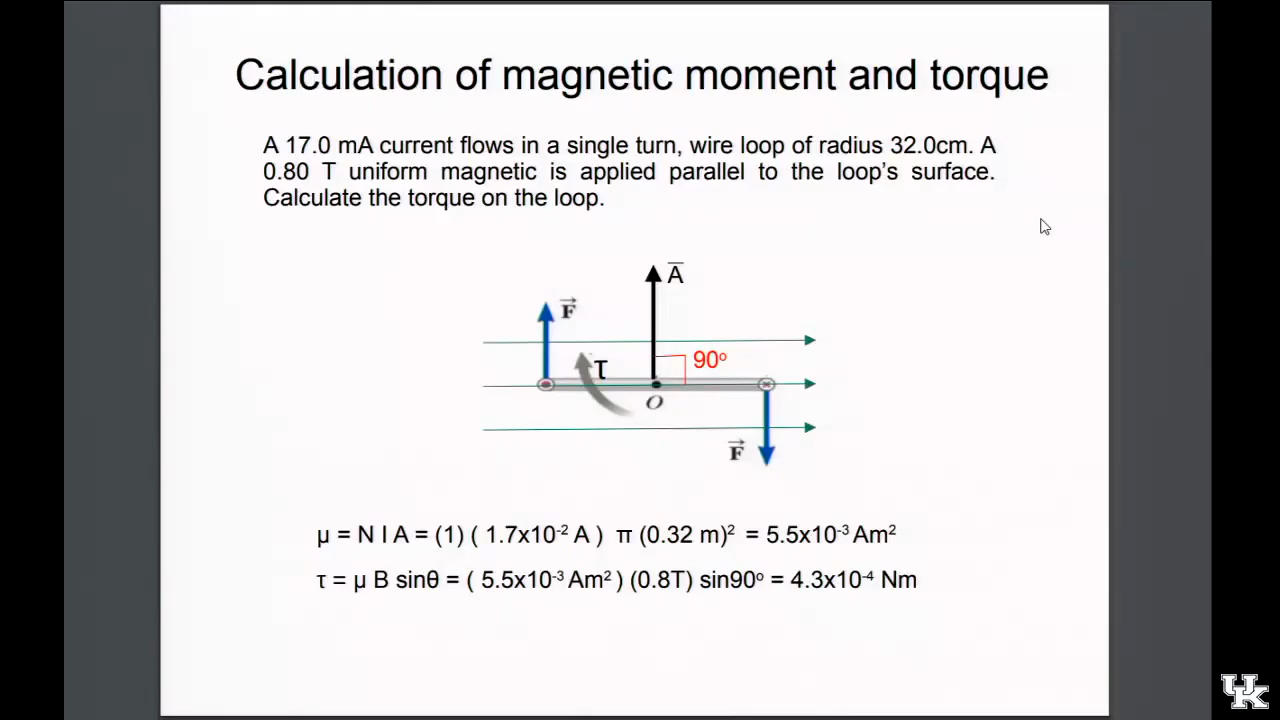 Calculation of magnetic moment and torque
A 17.0 mA current flows in a single turn, wire loop of radius 32.0cm. A
0.80 T uniform magnetic is applied parallel to the loop’s surface.
Calculate the torque on the loop.
A̅
F⃗
τ
90º
O
F⃗
μ = N I A = (1) ( 1.7x10⁻² A ) π (0.32 m)² = 5.5x10⁻³ Am²
τ = μ B sinθ = ( 5.5x10⁻³ Am² ) (0.8T) sin90º = 4.3x10⁻⁴ Nm
UK